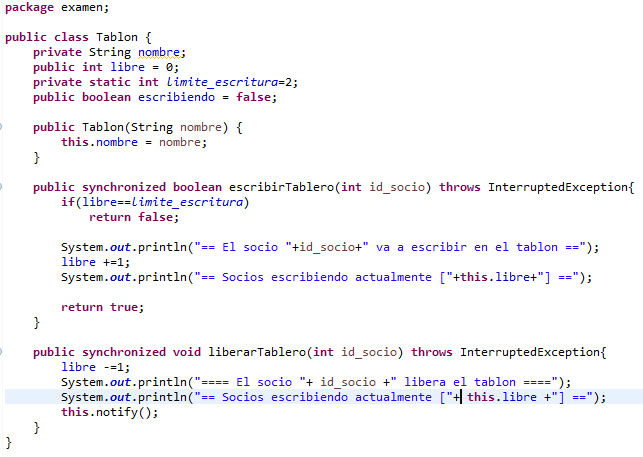 package examen;
public class Tablon {
private String nombre;
public int libre = 0;
private static int limite_escritura=2;
public boolean escribiendo = false;
public Tablon(String nombre) {
this.nombre = nombre;
}
public synchronized boolean escribirTablero(int id_socio) throws InterruptedException{
if(libre==limite_escritura)
return false;
System.out.println("== El socio "+id_socio+" va a escribir en el tablon ==");
libre +=1;
System.out.println("== Socios escribiendo actualmente ["+this.libre+"] ==");
return true;
}
public synchronized void liberarTablero(int id_socio) throws InterruptedException{
libre -=1;
System.out.println("==== El socio "+ id_socio +" libera el tablon ====");
System.out.println("== Socios escribiendo actualmente ["+ this.libre +"] ==");
this.notify();
}
}